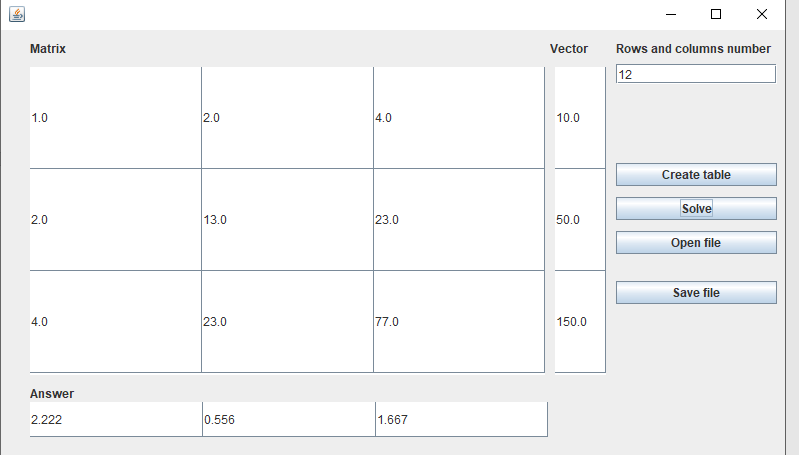 Matrix Vector Rows and columns number
12
1.0 2.0 4.0 10.0
Create table
Solve
2.0 13.0 23.0 50.0
Open file
Save file
4.0 23.0 77.0 150.0
Answer
2.222 0.556 1.667